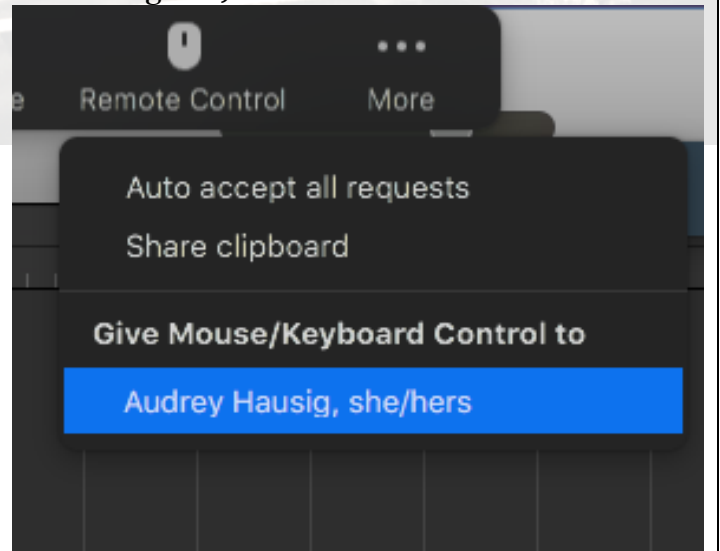 e Remote Control More
Auto accept all requests
Share clipboard
Give Mouse/Keyboard Control to
Audrey Hausig, she/hers